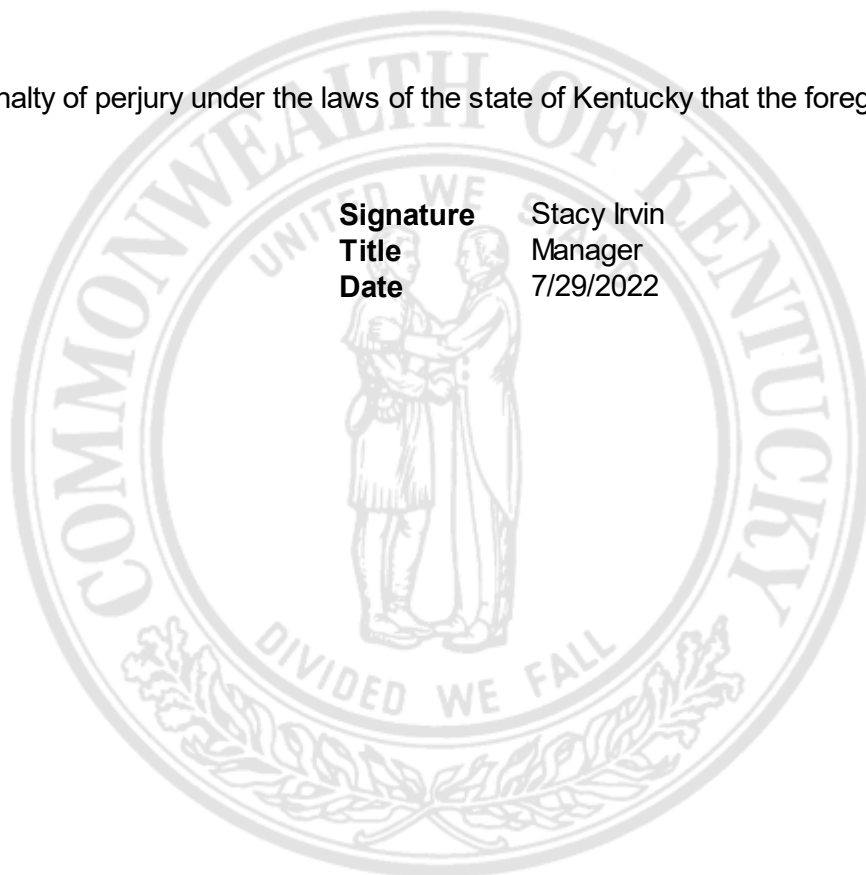 nalty of perjury under the laws of the state of Kentucky that the foreg
COMMONWEALTH OF KENTUCKY
UNITED WE STAND
Signature Stacy Irvin
Title Manager
Date 7/29/2022
DIVIDED WE FALL